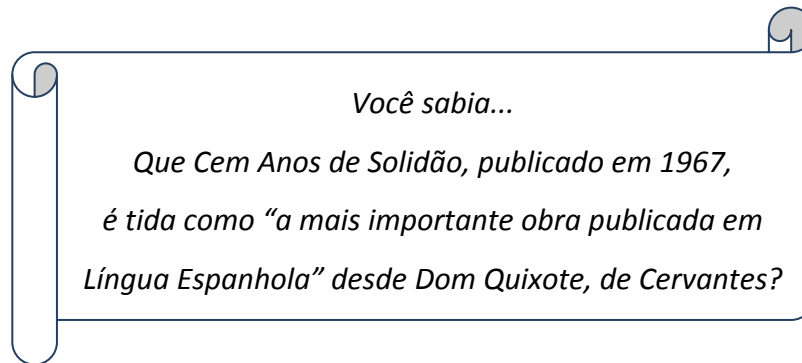 Você sabia...
Que Cem Anos de Solidão, publicado em 1967,
é tida como “a mais importante obra publicada em
Língua Espanhola” desde Dom Quixote, de Cervantes?